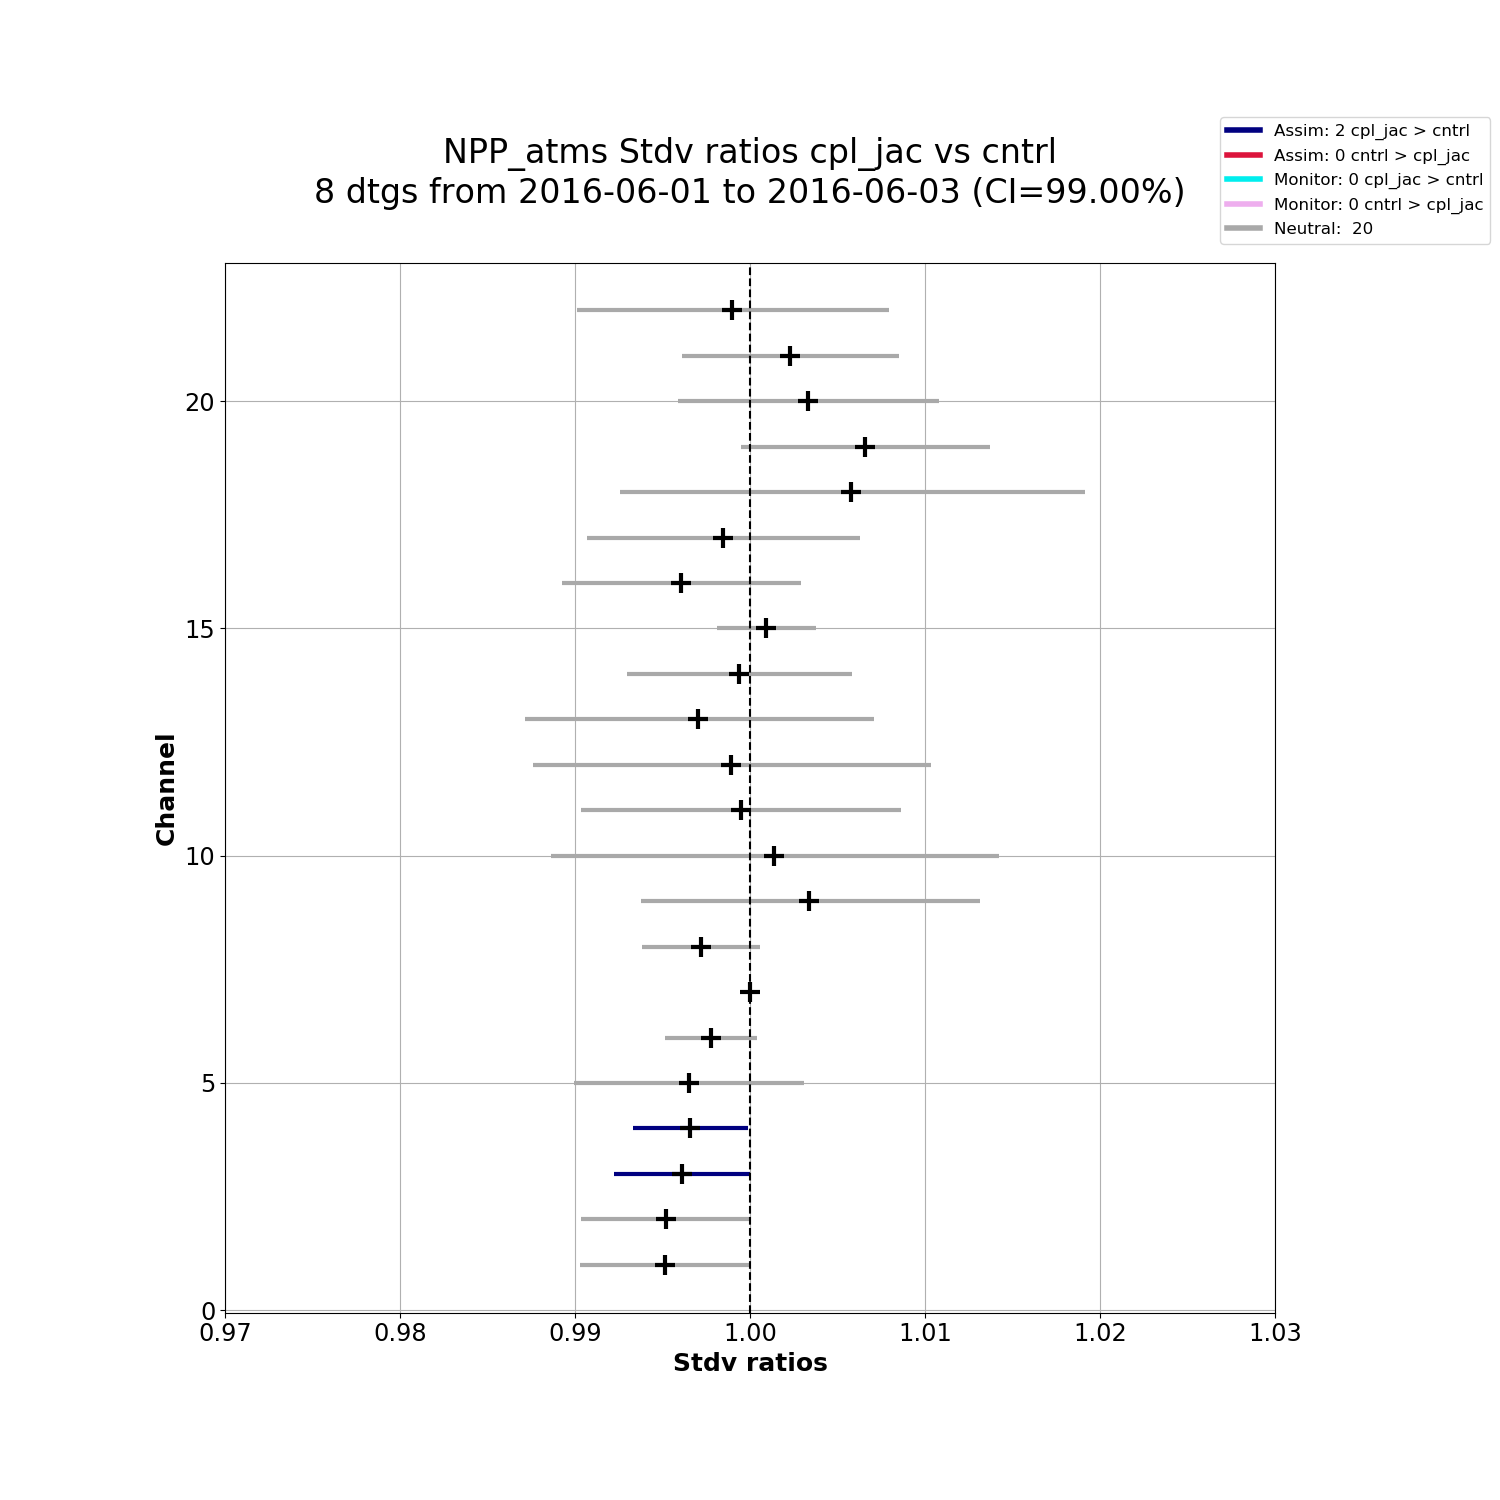 NPP_atms Stdv ratios cpl_jac vs cntrl
8 dtgs from 2016-06-01 to 2016-06-03 (CI=99.00%)
Assim: 2 cpl_jac > cntrl
Assim: 0 cntrl > cpl_jac
Monitor: 0 cpl_jac > cntrl
Monitor: 0 cntrl > cpl_jac
Neutral:  20
Channel
20
15
10
5
0
0.97 0.98 0.99 1.00 1.01 1.02 1.03
Stdv ratios